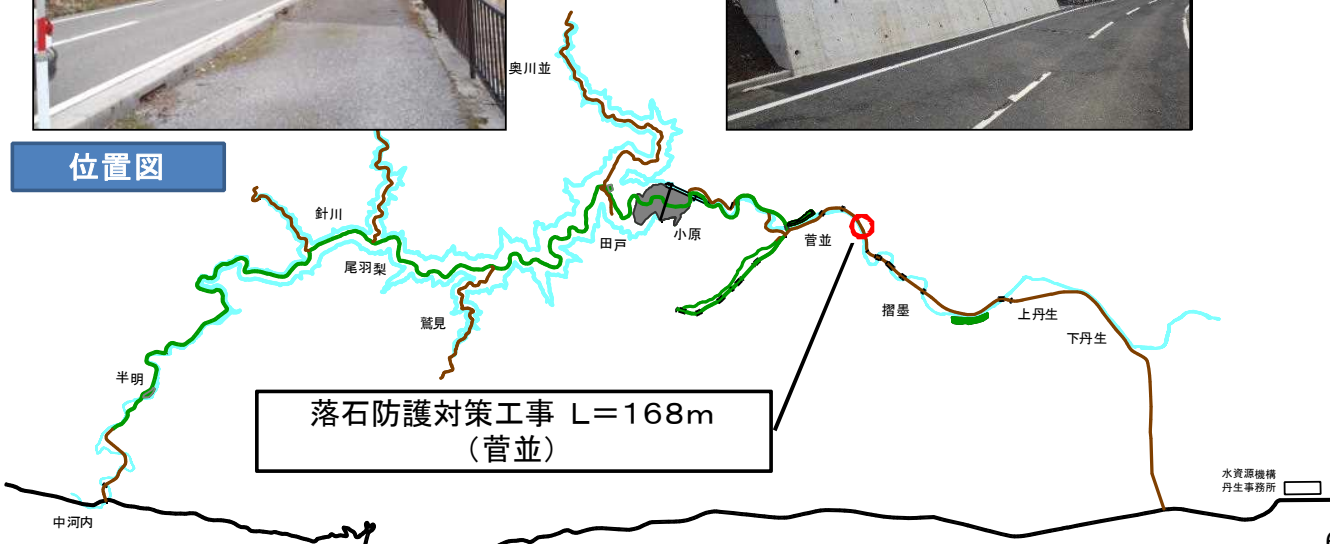 奥川並
位置図
針川
尾羽梨
田戸
小原
菅並
鷲見
摺墨
上丹生
下丹生
半明
落石防護対策工事 L=168m
(菅並)
水資源機構
丹生事務所
中河内